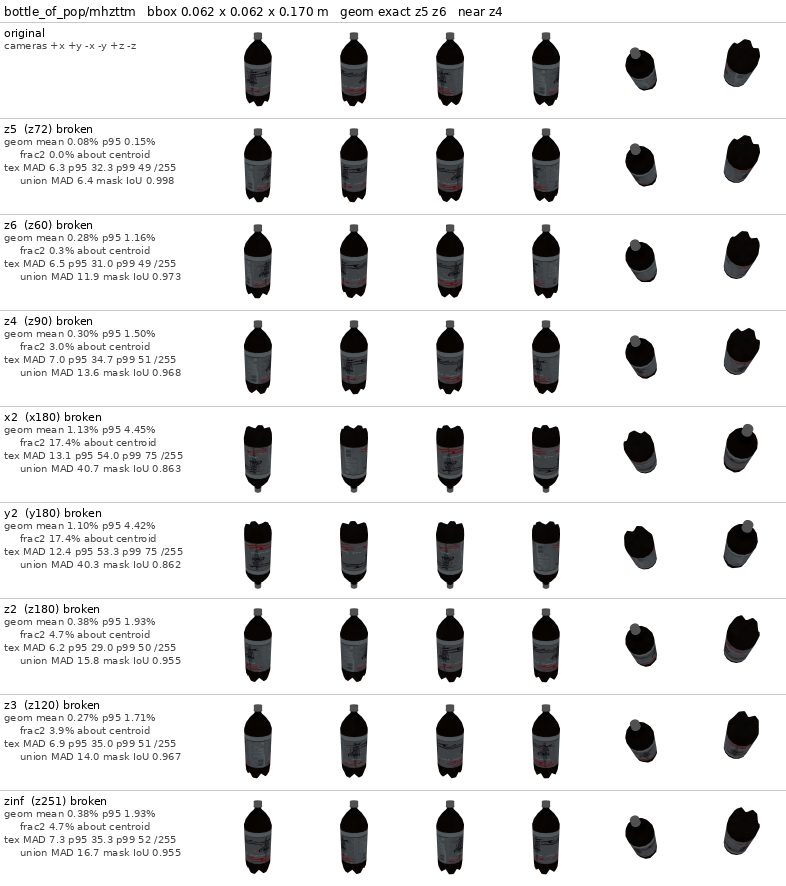 bottle_of_pop/mhzttm bbox 0.062 x 0.062 x 0.170 m geom exact z5 z6 near z4
original
cameras +x +y -x -y +z -z
z5 (z72) broken
geom mean 0.08% p95 0.15%
frac2 0.0% about centroid
tex MAD 6.3 p95 32.3 p99 49 /255
union MAD 6.4 mask IoU 0.998
z6 (z60) broken
geom mean 0.28% p95 1.16%
frac2 0.3% about centroid
tex MAD 6.5 p95 31.0 p99 49 /255
union MAD 11.9 mask IoU 0.973
z4 (z90) broken
geom mean 0.30% p95 1.50%
frac2 3.0% about centroid
tex MAD 7.0 p95 34.7 p99 51 /255
union MAD 13.6 mask IoU 0.968
x2 (x180) broken
geom mean 1.13% p95 4.45%
frac2 17.4% about centroid
tex MAD 13.1 p95 54.0 p99 75 /255
union MAD 40.7 mask IoU 0.863
y2 (y180) broken
geom mean 1.10% p95 4.42%
frac2 17.4% about centroid
tex MAD 12.4 p95 53.3 p99 75 /255
union MAD 40.3 mask IoU 0.862
z2 (z180) broken
geom mean 0.38% p95 1.93%
frac2 4.7% about centroid
tex MAD 6.2 p95 29.0 p99 50 /255
union MAD 15.8 mask IoU 0.955
z3 (z120) broken
geom mean 0.27% p95 1.71%
frac2 3.9% about centroid
tex MAD 6.9 p95 35.0 p99 51 /255
union MAD 14.0 mask IoU 0.967
zinf (z251) broken
geom mean 0.38% p95 1.93%
frac2 4.7% about centroid
tex MAD 7.3 p95 35.3 p99 52 /255
union MAD 16.7 mask IoU 0.955